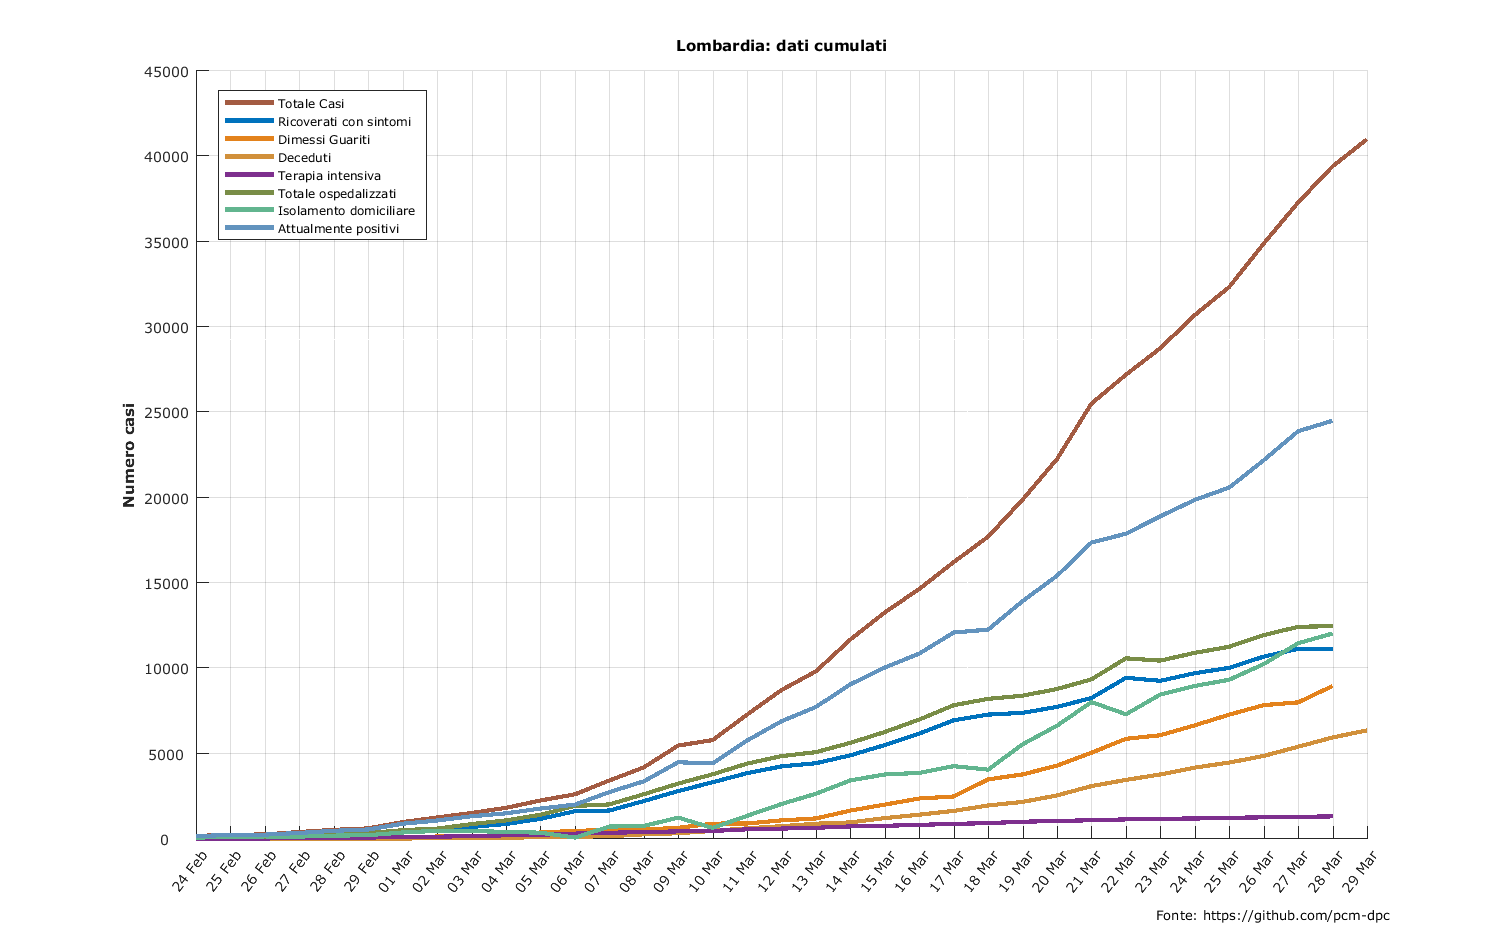 Lombardia: dati cumulati
45000
40000
35000
30000
25000
20000
15000
10000
5000
0
Numero casi
Totale Casi
Ricoverati con sintomi
Dimessi Guariti
Deceduti
Terapia intensiva
Totale ospedalizzati
Isolamento domiciliare
Attualmente positivi
24 Feb
25 Feb
26 Feb
27 Feb
28 Feb
29 Feb
01 Mar
02 Mar
03 Mar
04 Mar
05 Mar
06 Mar
07 Mar
08 Mar
09 Mar
10 Mar
11 Mar
12 Mar
13 Mar
14 Mar
15 Mar
16 Mar
17 Mar
18 Mar
19 Mar
20 Mar
21 Mar
22 Mar
23 Mar
24 Mar
25 Mar
26 Mar
27 Mar
28 Mar
29 Mar
Fonte: https://github.com/pcm-dpc